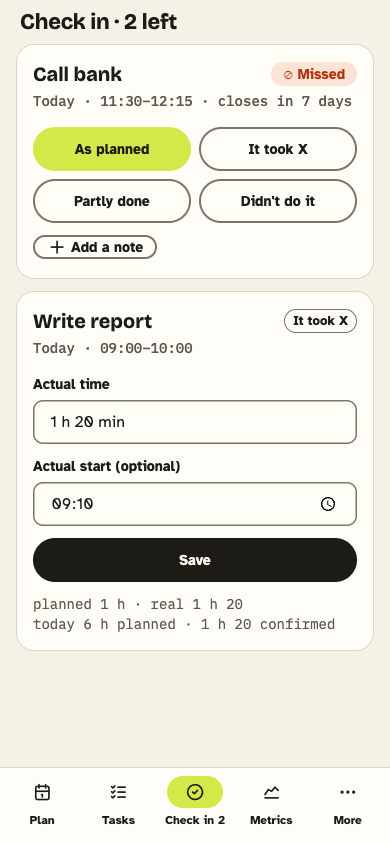 Check in · 2 left
Call bank
Missed
Today · 11:30–12:15 · closes in 7 days
As planned
It took X
Partly done
Didn't do it
Add a note
Write report
It took X
Today · 09:00–10:00
Actual time
1 h 20 min
Actual start (optional)
09:10
Save
planned 1 h · real 1 h 20
today 6 h planned · 1 h 20 confirmed
Plan
Tasks
Check in 2
Metrics
More